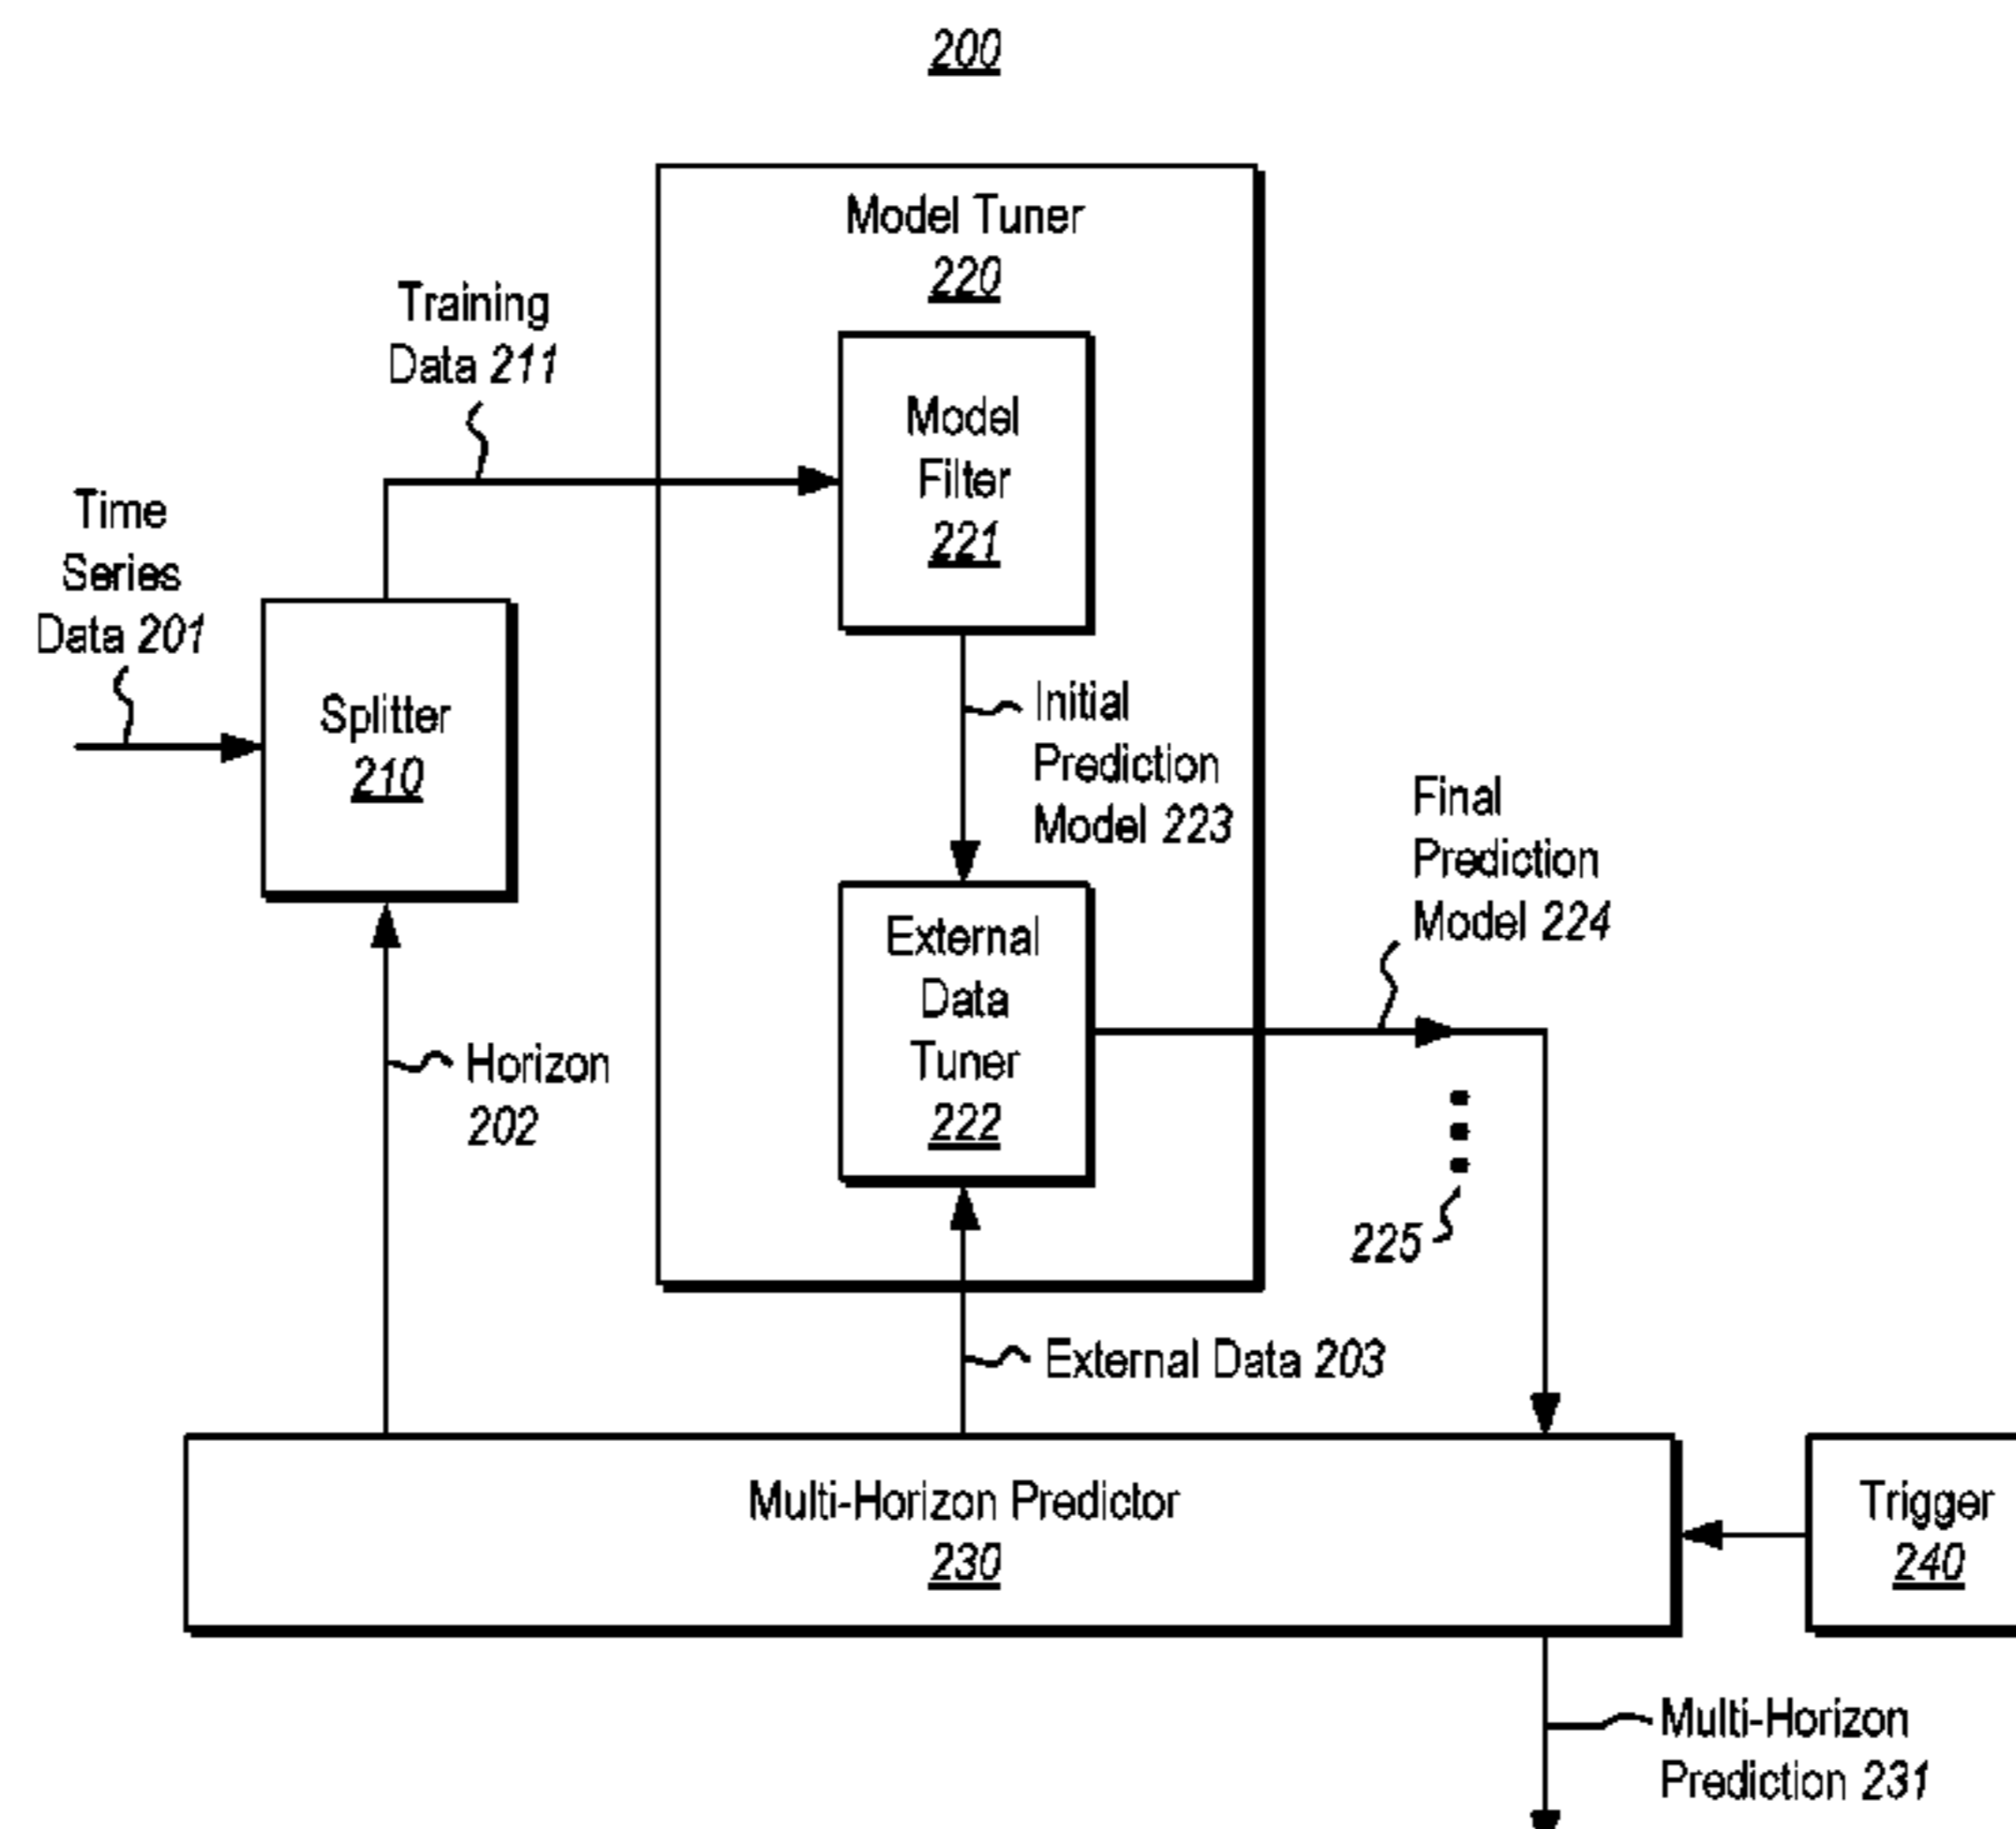 200
Model Tuner
220
Training
Data 211
Model
Filter
221
Time
Series
Data 201
Splitter
210
Initial
Prediction
Model 223
Final
Prediction
Model 224
External
Data
Tuner
222
Horizon
202
225
External Data 203
Multi-Horizon Predictor
230
Trigger
240
Multi-Horizon
Prediction 231